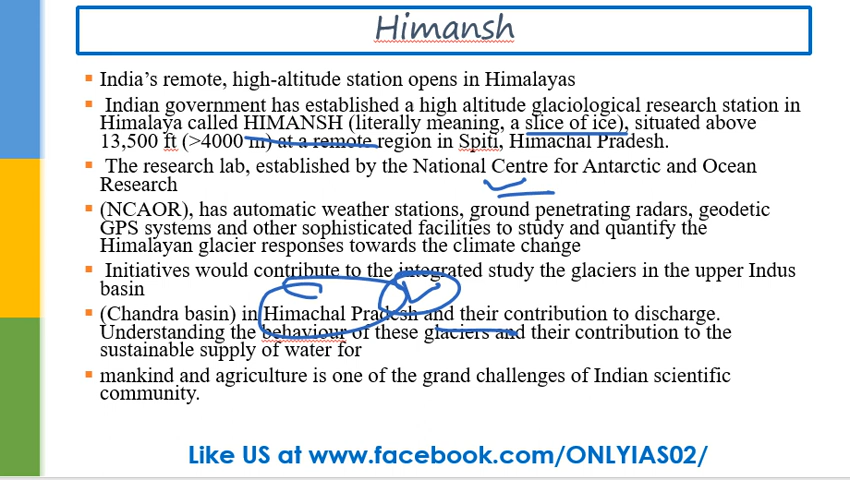 Himansh
▪ India's remote, high-altitude station opens in Himalayas
▪ Indian government has established a high altitude glaciological research station in
Himalaya called HIMANSH (literally meaning, a slice of ice), situated above
13,500 ft (>4000 m) at a remote region in Spiti, Himachal Pradesh.
▪ The research lab, established by the National Centre for Antarctic and Ocean
Research
▪ (NCAOR), has automatic weather stations, ground penetrating radars, geodetic
GPS systems and other sophisticated facilities to study and quantify the
Himalayan glacier responses towards the climate change
▪ Initiatives would contribute to the integrated study the glaciers in the upper Indus
basin
▪ (Chandra basin) in Himachal Pradesh and their contribution to discharge.
Understanding the behaviour of these glaciers and their contribution to the
sustainable supply of water for
▪ mankind and agriculture is one of the grand challenges of Indian scientific
community.
Like US at www.facebook.com/ONLYIAS02/